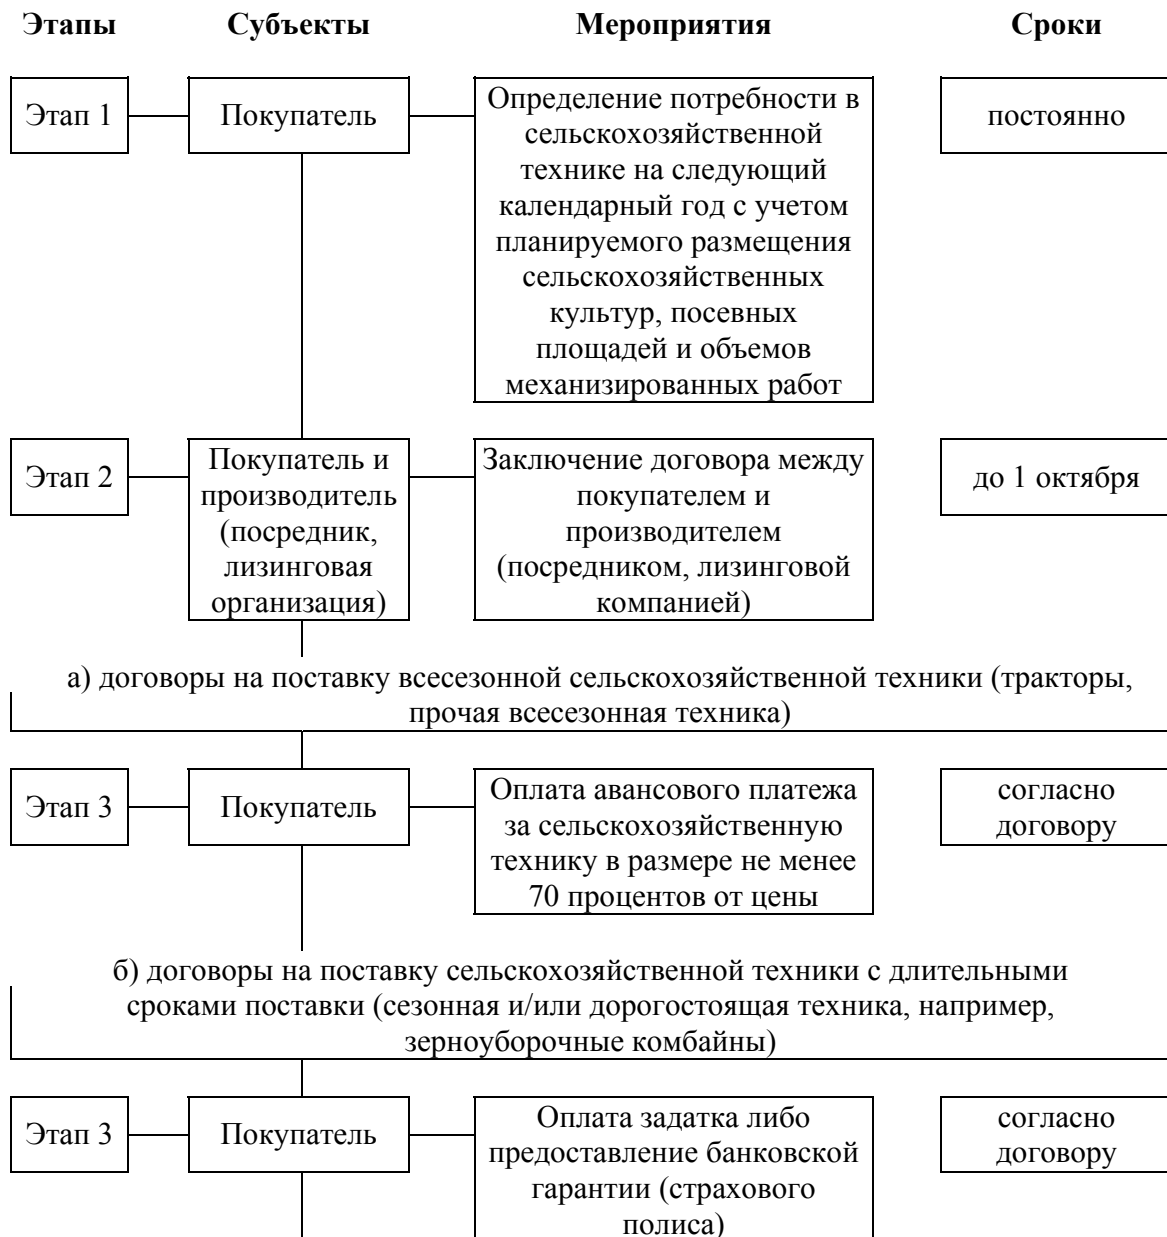 Этапы Субъекты Мероприятия Сроки
Этап 1 Покупатель Определение потребности в постоянно
сельскохозяйственной
технике на следующий
календарный год с учетом
планируемого размещения
сельскохозяйственных
культур, посевных
площадей и объемов
механизированных работ
Этап 2 Покупатель и Заключение договора между до 1 октября
производитель покупателем и
(посредник, производителем
лизинговая (посредником, лизинговой
организация) компанией)
а) договоры на поставку всесезонной сельскохозяйственной техники (тракторы,
прочая всесезонная техника)
Этап 3 Покупатель Оплата авансового платежа согласно
за сельскохозяйственную договору
технику в размере не менее
70 процентов от цены
б) договоры на поставку сельскохозяйственной техники с длительными
сроками поставки (сезонная и/или дорогостоящая техника, например,
зерноуборочные комбайны)
Этап 3 Покупатель Оплата задатка либо согласно
предоставление банковской договору
гарантии (страхового
полиса)